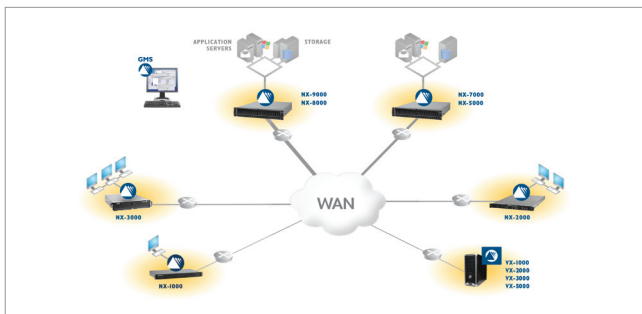 APPLICATION
SERVERS
STORAGE
GMS
NX-9000
NX-8000
NX-7000
NX-5000
WAN
NX-3000
NX-2000
NX-1000
VX-1000
VX-2000
VX-3000
VX-5000